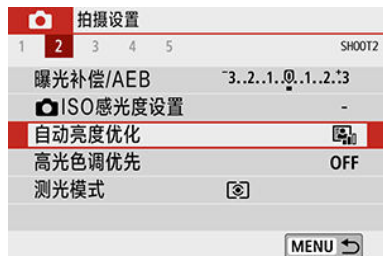 拍摄设置
1 2 3 4 5 SHOOT2
曝光补偿/AEB -3..2..1..0..1..2..+3
ISO感光度设置 -
自动亮度优化
高光色调优先 OFF
测光模式
MENU